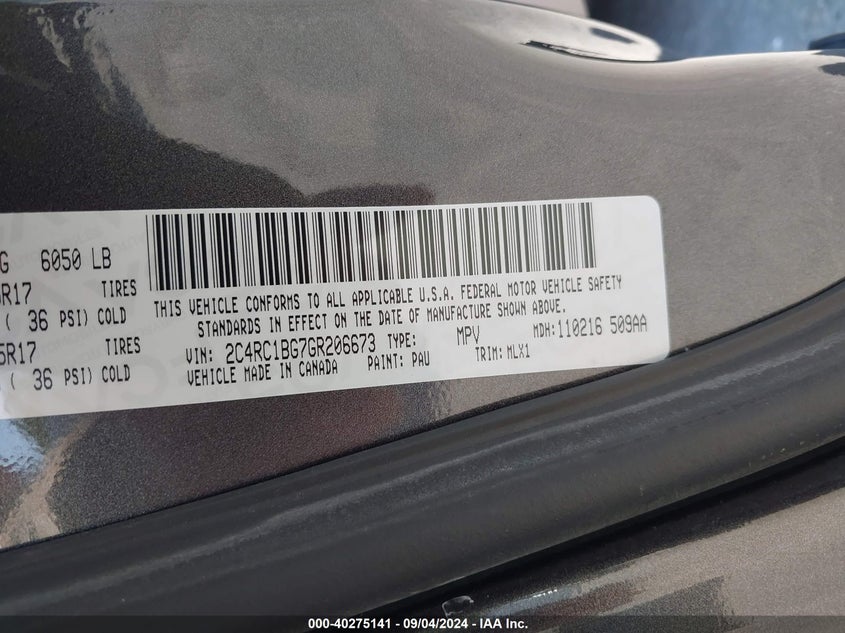 G 6050 LB
R17 TIRES
( 36 PSI) COLD
5R17 TIRES
( 36 PSI) COLD
THIS VEHICLE CONFORMS TO ALL APPLICABLE U.S.A. FEDERAL MOTOR VEHICLE SAFETY
STANDARDS IN EFFECT ON THE DATE OF MANUFACTURE SHOWN ABOVE.
VIN: 2C4RC1BG7GR206673 TYPE: MPV MDH: 110216 509AA
VEHICLE MADE IN CANADA PAINT: PAU TRIM: MLX1
000-40275141 - 09/04/2024 - IAA Inc.